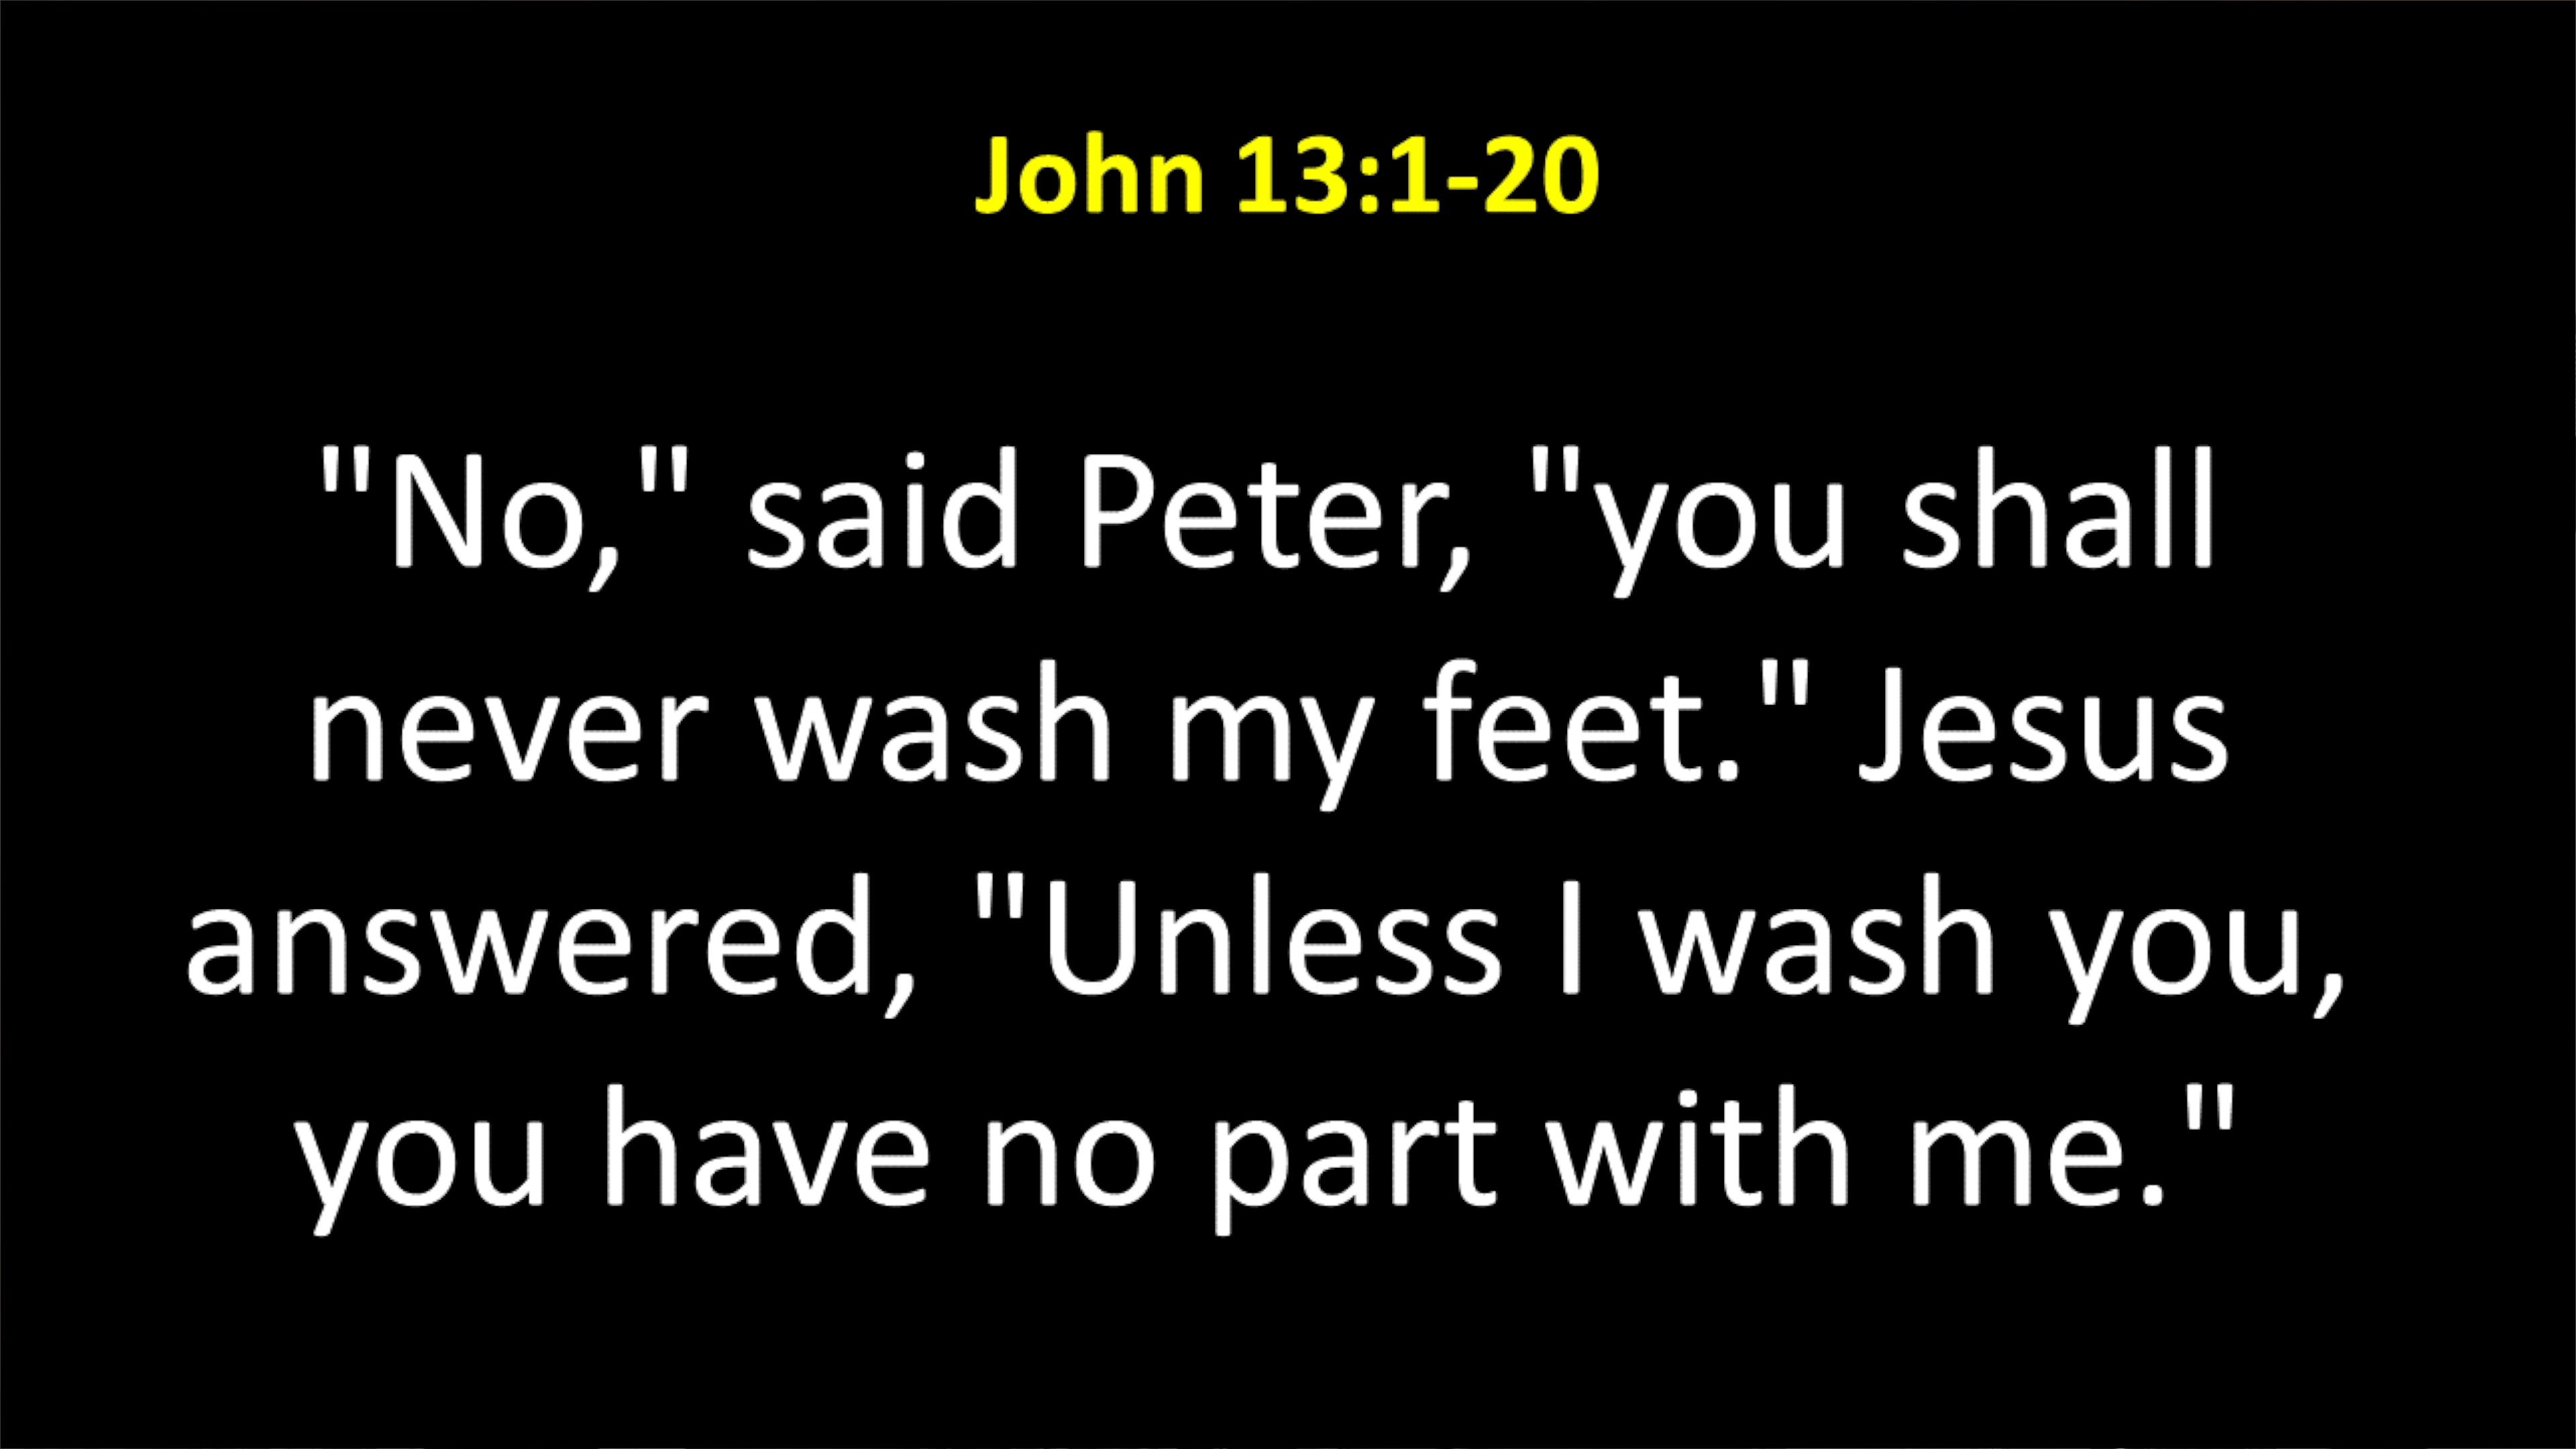 John 13:1-20
"No," said Peter, "you shall
never wash my feet." Jesus
answered, "Unless I wash you,
you have no part with me."